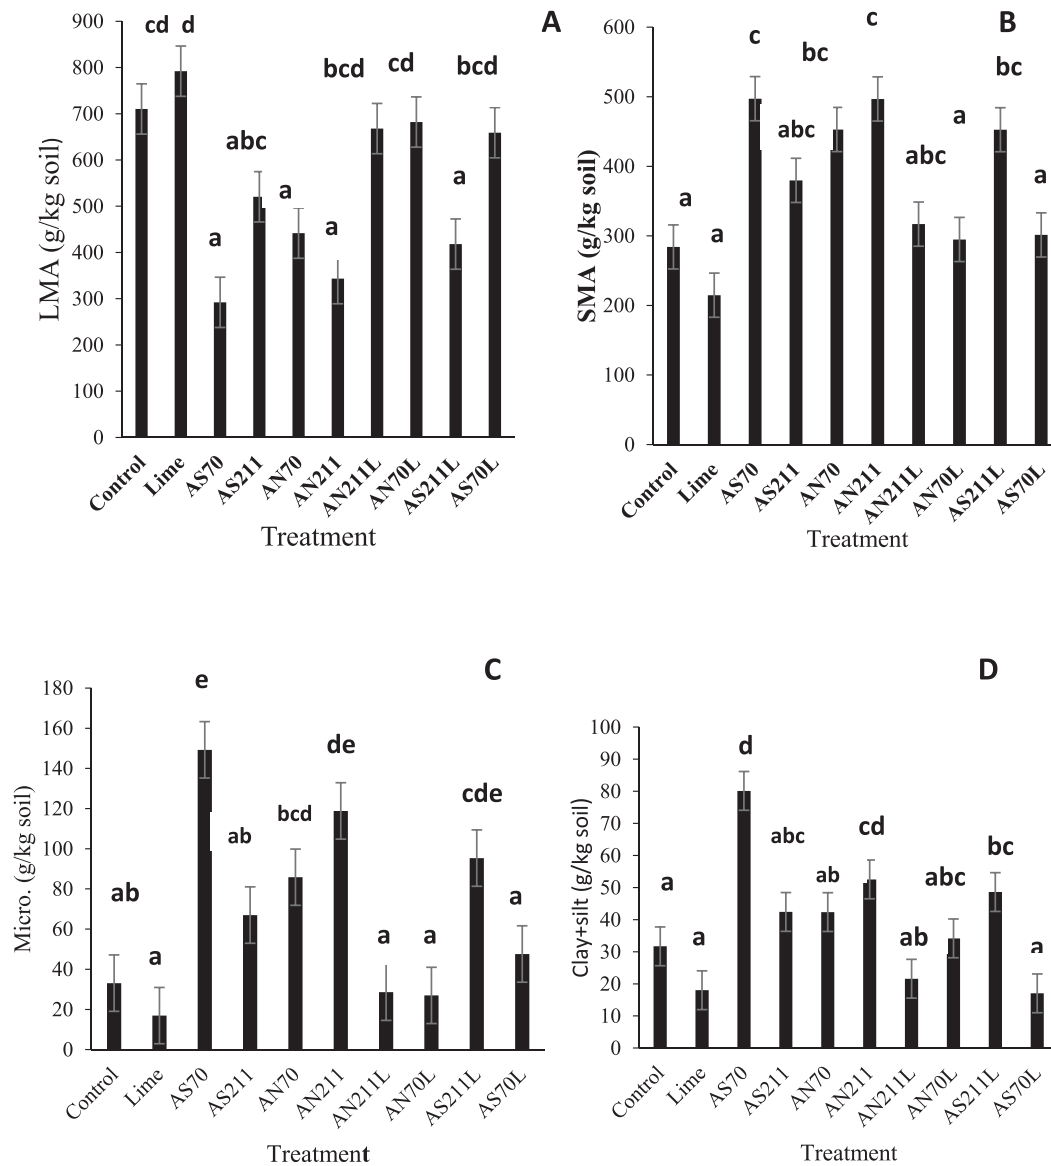 A
LMA (g/kg soil)
900
800
700
600
500
400
300
200
100
0
cd d
a
abc
a
a
bcd
cd
a
bcd
Control
Lime
AS70
AS211
AN70
AN211
AN211L
AN70L
AS211L
AS70L
Treatment
B
SMA (g/kg soil)
600
500
400
300
200
100
0
a
a
c
abc
bc
c
abc
a
bc
a
Control
Lime
AS70
AS211
AN70
AN211
AN211L
AN70L
AS211L
AS70L
Treatment
C
Micro. (g/kg soil)
180
160
140
120
100
80
60
40
20
0
ab
a
e
ab
bcd
de
a
a
cde
a
Control
Lime
AS70
AS211
AN70
AN211
AN211L
AN70L
AS211L
AS70L
Treatment
D
Clay+silt (g/kg soil)
100
90
80
70
60
50
40
30
20
10
0
a
a
d
abc
ab
cd
ab
abc
bc
a
Control
Lime
AS70
AS211
AN70
AN211
AN211L
AN70L
AS211L
AS70L
Treatment